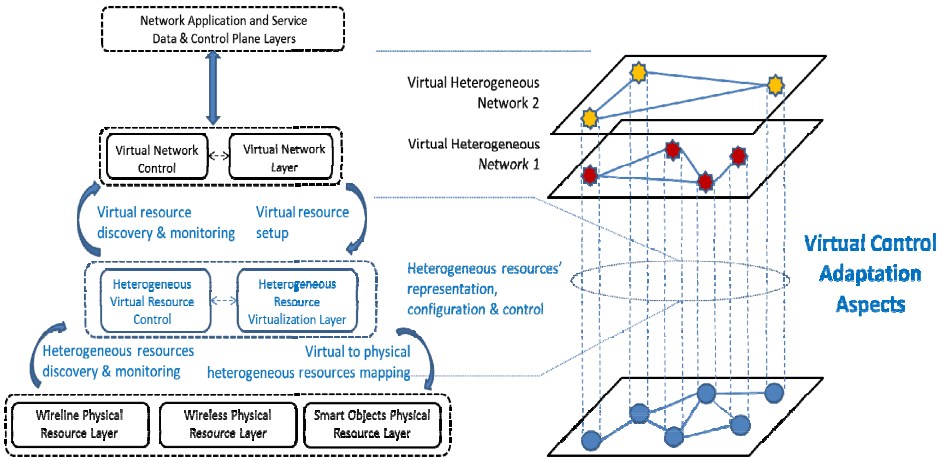 Network Application and Service
Data & Control Plane Layers
Virtual Heterogeneous
Network 2
Virtual Network
Control
Virtual Network
Layer
Virtual Heterogeneous
Network 1
Virtual resource
discovery & monitoring
Virtual resource
setup
Heterogeneous
Virtual Resource
Control
Heterogeneous
Resource
Virtualization Layer
Heterogeneous resources'
representation,
configuration & control
Virtual Control
Adaptation
Aspects
Heterogeneous resources
discovery & monitoring
Virtual to physical
heterogeneous resources mapping
Wireline Physical
Resource Layer
Wireless Physical
Resource Layer
Smart Objects Physical
Resource Layer